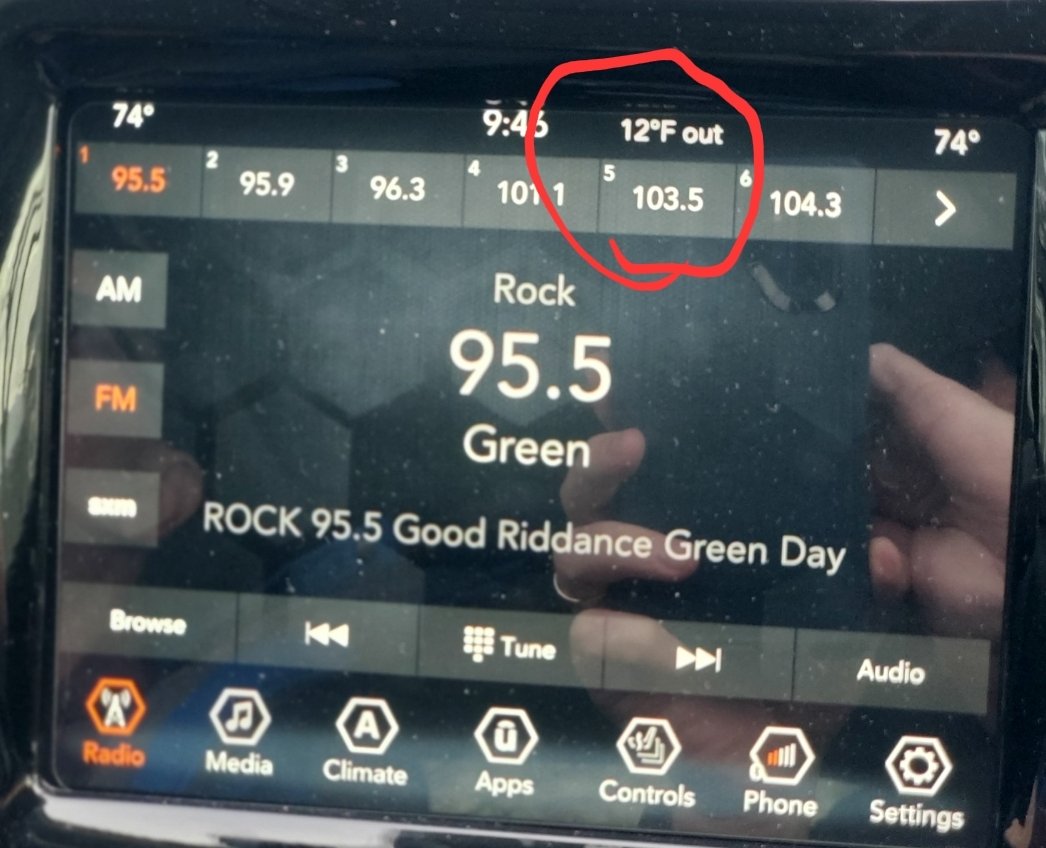 74° 9:46 12°F out 74°
1 95.5 2 95.9 3 96.3 4 101.1 5 103.5 6 104.3
AM
Rock
95.5
FM
Green
sxm
ROCK 95.5 Good Riddance Green Day
Browse Tune Audio
Radio Media Climate Apps Controls Phone Settings